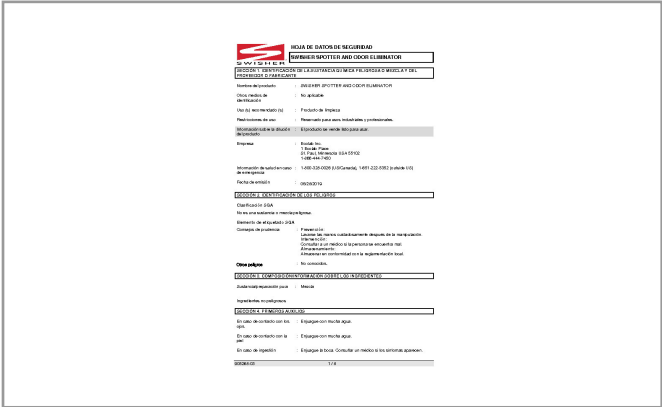 SWISHER
HOJA DE DATOS DE SEGURIDAD
SWISHER SPOTTER AND ODOR ELIMINATOR
SECCIÓN 1. IDENTIFICACIÓN DE LA SUSTANCIA QUÍMICA PELIGROSA O MEZCLA Y DEL
PROVEEDOR O FABRICANTE
Nombre del producto : SWISHER SPOTTER AND ODOR ELIMINATOR
Otros medios de : No aplicable
identificación
Uso(s) recomendado(s) : Producto de limpieza
Restricciones de uso : Reservado para usos industriales y profesionales.
Información sobre la dilución : El producto se vende listo para usar.
del producto
Empresa : Ecolab Inc.
1 Ecolab Place
St. Paul, Minnesota USA 55102
Información de salud en caso : 1-800-328-0026 (US/Canada), 1-651-222-5352 (outside US)
de emergencia
Fecha de emisión :
SECCIÓN 2. IDENTIFICACIÓN DE LOS PELIGROS
Clasificación SGA
No es una sustancia o mezcla peligrosa.
Elemento de etiquetado SGA
Consejos de prudencia : Prevención:
Lavarse las manos cuidadosamente después de la manipulación.
Intervención:
Consultar a un médico si la persona se encuentra mal.
Almacenamiento:
Almacenar en conformidad con la reglamentación local.
Otros peligros : No conocidos.
SECCIÓN 3. COMPOSICIÓN/INFORMACIÓN SOBRE LOS INGREDIENTES
Sustancia/preparación pura : Mezcla
Ingredientes no peligrosos
SECCIÓN 4. PRIMEROS AUXILIOS
En caso de contacto con los : Enjuague con mucha agua.
ojos
En caso de contacto con la : Enjuague con mucha agua.
piel
En caso de ingestión : Enjuague la boca. Consultar un médico si los síntomas aparecen.